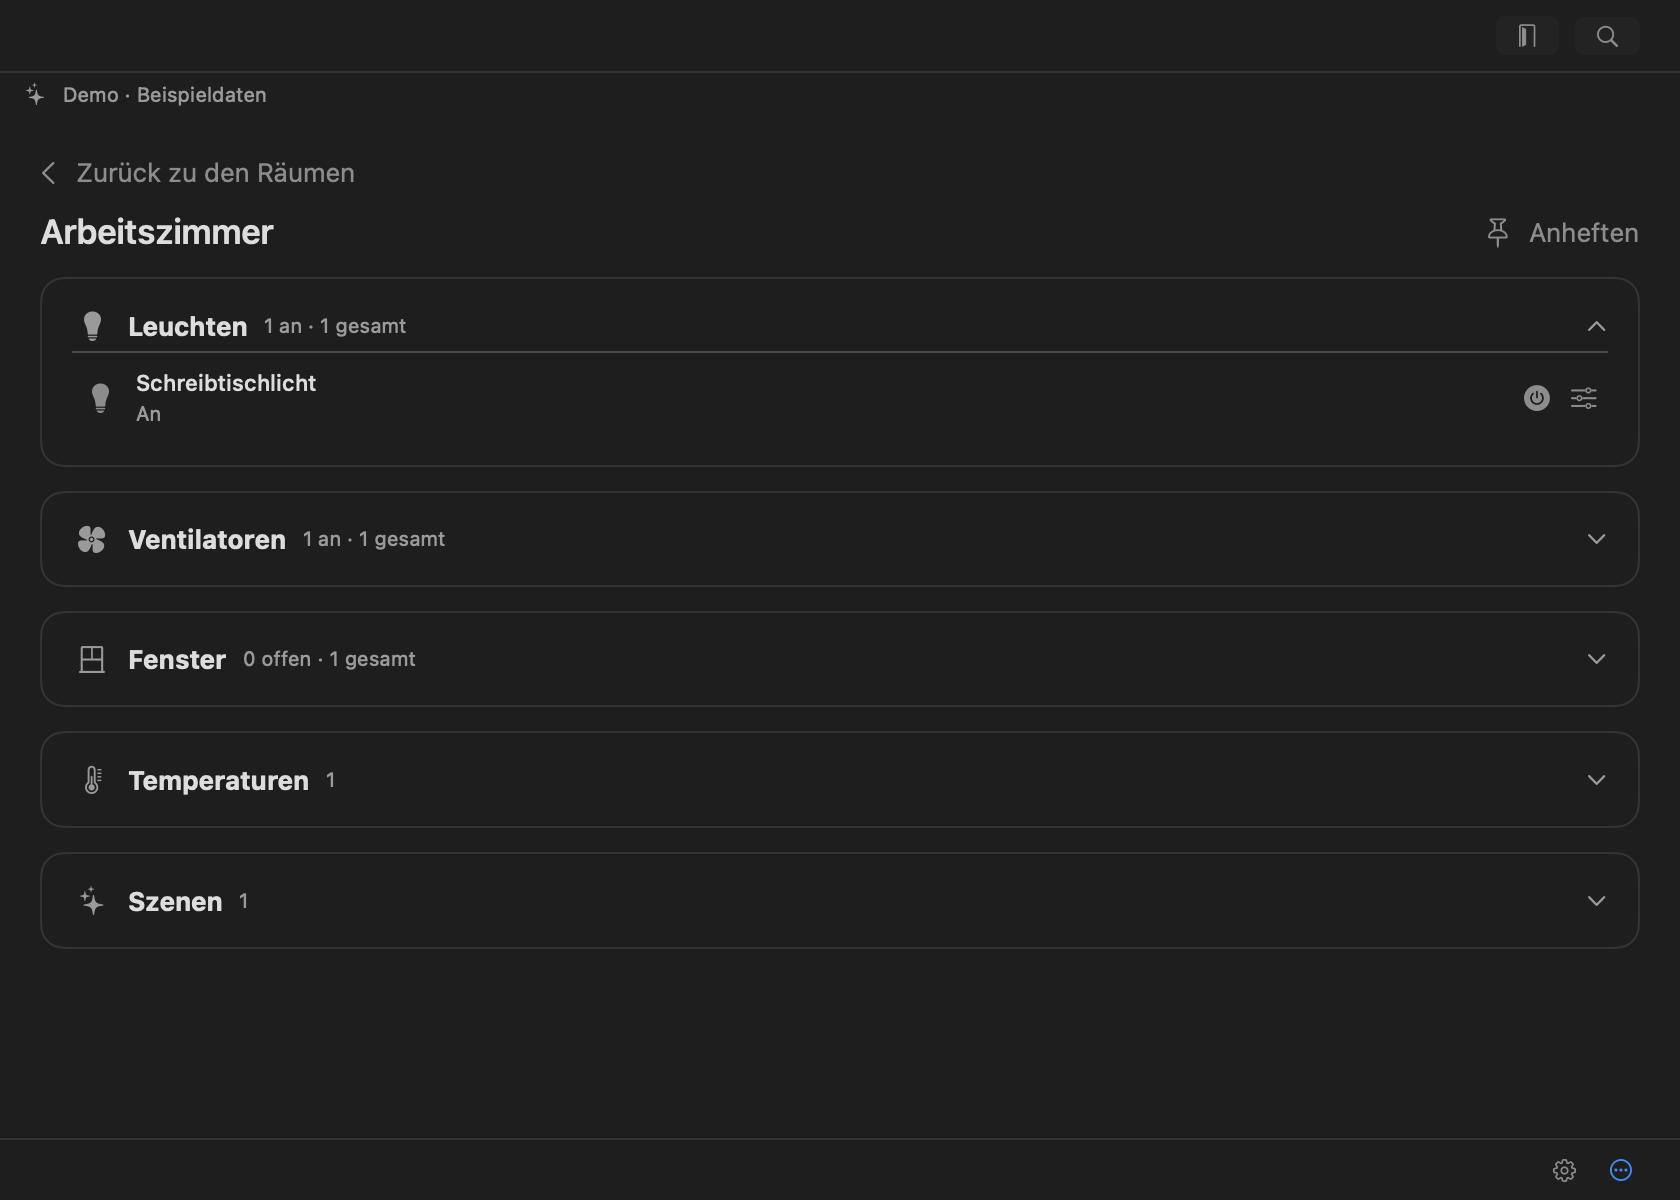 Demo · Beispieldaten
Zurück zu den Räumen
Arbeitszimmer
Anheften
Leuchten 1 an · 1 gesamt
Schreibtischlicht
An
Ventilatoren 1 an · 1 gesamt
Fenster 0 offen · 1 gesamt
Temperaturen 1
Szenen 1